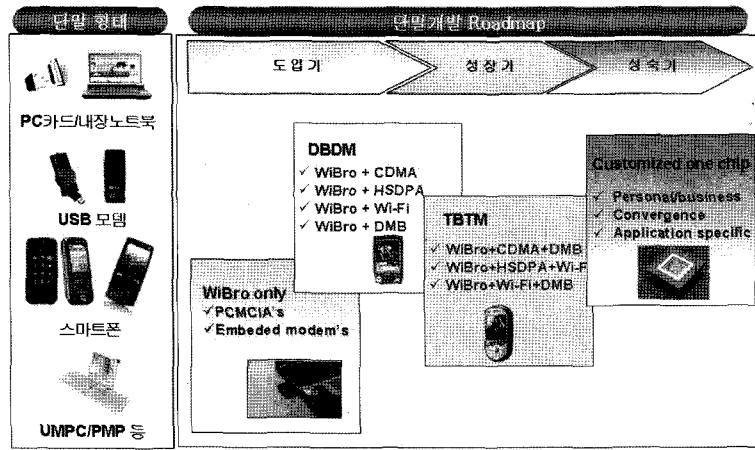 단말 형태
PC카드/내장노트북
USB 모뎀
스마트폰
UMPC/PMP 등
단말개발 Roadmap
도입기
성장기
성숙기
WiBro only
✓PCMCIA's
✓Embeded modem's
DBDM
✓ WiBro + CDMA
✓ WiBro + HSDPA
✓ WiBro + Wi-Fi
✓ WiBro + DMB
TBTM
✓ WiBro+CDMA+DMB
✓ WiBro+HSDPA+Wi-F
✓ WiBro+Wi-Fi+DMB
Customized one chip
✓ Personal/business
✓ Convergence
✓ Application specific